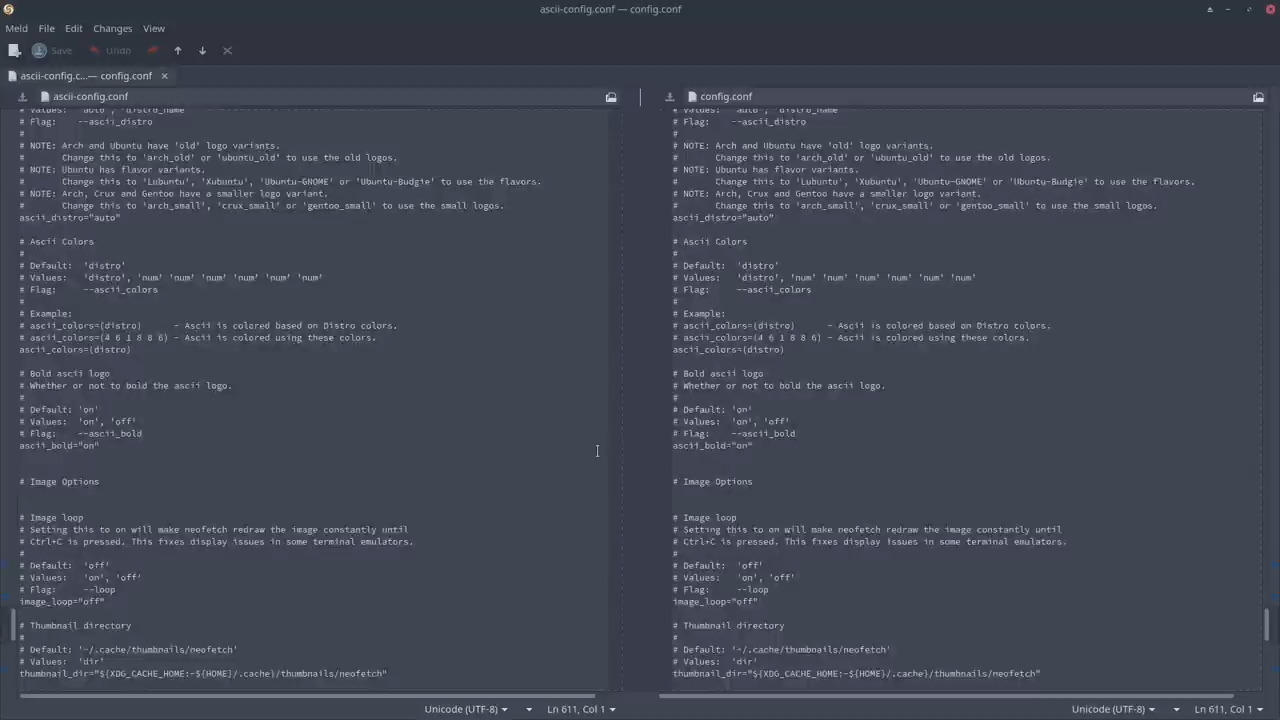 ascii-config.conf — config.conf
Meld File Edit Changes View
Save Undo
ascii-config.c...— config.conf
ascii-config.conf
# Values: 'auto', 'distro_name'
# Flag: --ascii_distro
#
# NOTE: Arch and Ubuntu have 'old' logo variants.
# Change this to 'arch_old' or 'ubuntu_old' to use the old logos.
# NOTE: Ubuntu has flavor variants.
# Change this to 'Lubuntu', 'Xubuntu', 'Ubuntu-GNOME' or 'Ubuntu-Budgie' to use the flavors.
# NOTE: Arch, Crux and Gentoo have a smaller logo variant.
# Change this to 'arch_small', 'crux_small' or 'gentoo_small' to use the small logos.
ascii_distro="auto"
# Ascii Colors
#
# Default: 'distro'
# Values: 'distro', 'num' 'num' 'num' 'num' 'num' 'num'
# Flag: --ascii_colors
#
# Example:
# ascii_colors=(distro) - Ascii is colored based on Distro colors.
# ascii_colors=(4 6 1 8 8 6) - Ascii is colored using these colors.
ascii_colors=(distro)
# Bold ascii logo
# Whether or not to bold the ascii logo.
#
# Default: 'on'
# Values: 'on', 'off'
# Flag: --ascii_bold
ascii_bold="on"
# Image Options
# Image loop
# Setting this to on will make neofetch redraw the image constantly until
# Ctrl+C is pressed. This fixes display issues in some terminal emulators.
#
# Default: 'off'
# Values: 'on', 'off'
# Flag: --loop
image_loop="off"
# Thumbnail directory
#
# Default: '~/.cache/thumbnails/neofetch'
# Values: 'dir'
thumbnail_dir="${XDG_CACHE_HOME:-${HOME}/.cache}/thumbnails/neofetch"
Unicode (UTF-8) Ln 611, Col 1
config.conf
# Values: 'auto', 'distro_name'
# Flag: --ascii_distro
#
# NOTE: Arch and Ubuntu have 'old' logo variants.
# Change this to 'arch_old' or 'ubuntu_old' to use the old logos.
# NOTE: Ubuntu has flavor variants.
# Change this to 'Lubuntu', 'Xubuntu', 'Ubuntu-GNOME' or 'Ubuntu-Budgie' to use the flavors.
# NOTE: Arch, Crux and Gentoo have a smaller logo variant.
# Change this to 'arch_small', 'crux_small' or 'gentoo_small' to use the small logos.
ascii_distro="auto"
# Ascii Colors
#
# Default: 'distro'
# Values: 'distro', 'num' 'num' 'num' 'num' 'num' 'num'
# Flag: --ascii_colors
#
# Example:
# ascii_colors=(distro) - Ascii is colored based on Distro colors.
# ascii_colors=(4 6 1 8 8 6) - Ascii is colored using these colors.
ascii_colors=(distro)
# Bold ascii logo
# Whether or not to bold the ascii logo.
#
# Default: 'on'
# Values: 'on', 'off'
# Flag: --ascii_bold
ascii_bold="on"
# Image Options
# Image loop
# Setting this to on will make neofetch redraw the image constantly until
# Ctrl+C is pressed. This fixes display issues in some terminal emulators.
#
# Default: 'off'
# Values: 'on', 'off'
# Flag: --loop
image_loop="off"
# Thumbnail directory
#
# Default: '~/.cache/thumbnails/neofetch'
# Values: 'dir'
thumbnail_dir="${XDG_CACHE_HOME:-${HOME}/.cache}/thumbnails/neofetch"
Unicode (UTF-8) Ln 611, Col 1